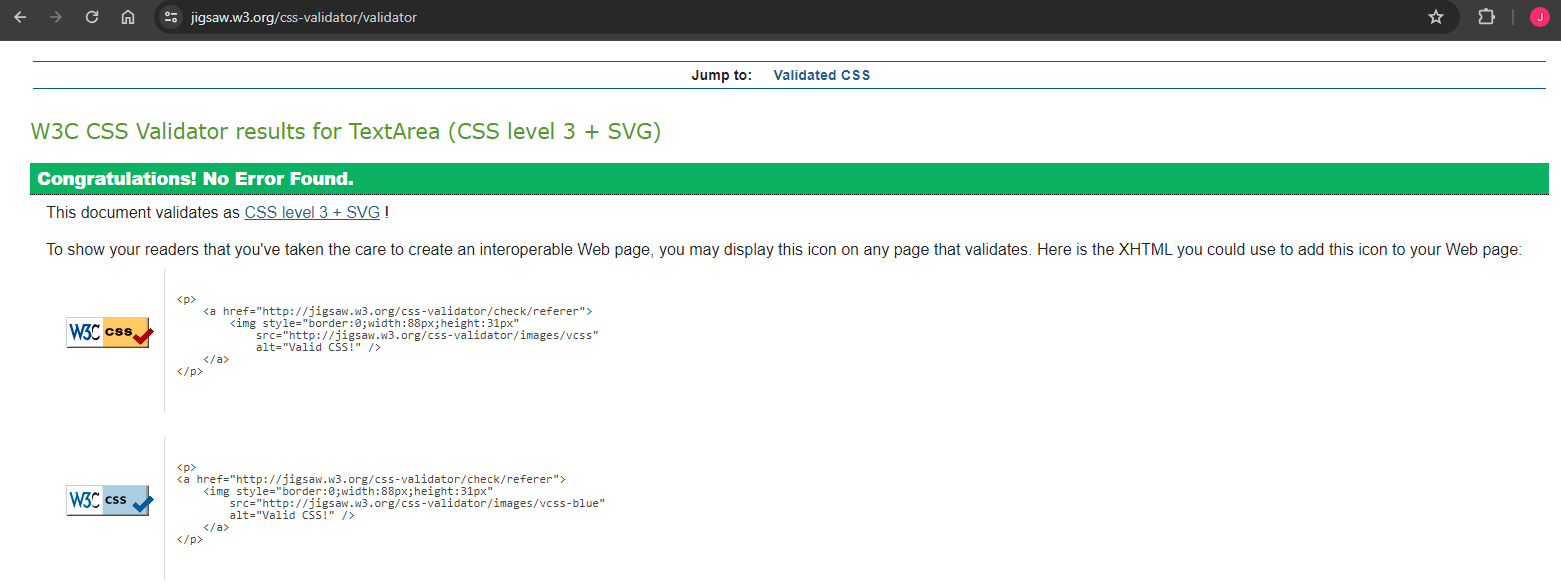 jigsaw.w3.org/css-validator/validator
J
Jump to: Validated CSS
W3C CSS Validator results for TextArea (CSS level 3 + SVG)
Congratulations! No Error Found.
This document validates as CSS level 3 + SVG !
To show your readers that you've taken the care to create an interoperable Web page, you may display this icon on any page that validates. Here is the XHTML you could use to add this icon to your Web page:
W3C css
<p>
<a href="http://jigsaw.w3.org/css-validator/check/referer">
<img style="border:0;width:88px;height:31px"
src="http://jigsaw.w3.org/css-validator/images/vcss"
alt="Valid CSS!" />
</a>
</p>
W3C css
<p>
<a href="http://jigsaw.w3.org/css-validator/check/referer">
<img style="border:0;width:88px;height:31px"
src="http://jigsaw.w3.org/css-validator/images/vcss-blue"
alt="Valid CSS!" />
</a>
</p>